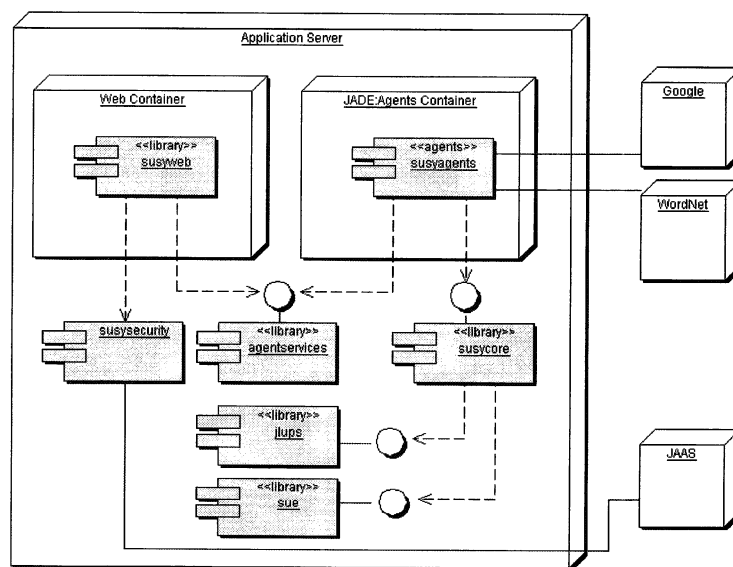 Application Server
Web Container
JADE:Agents Container
Google
<<library>>
susyweb
<<agents>>
susyagents
WordNet
susysecurity
<<library>>
agentservices
<<library>>
susycore
<<library>>
jlups
JAAS
<<library>>
sue